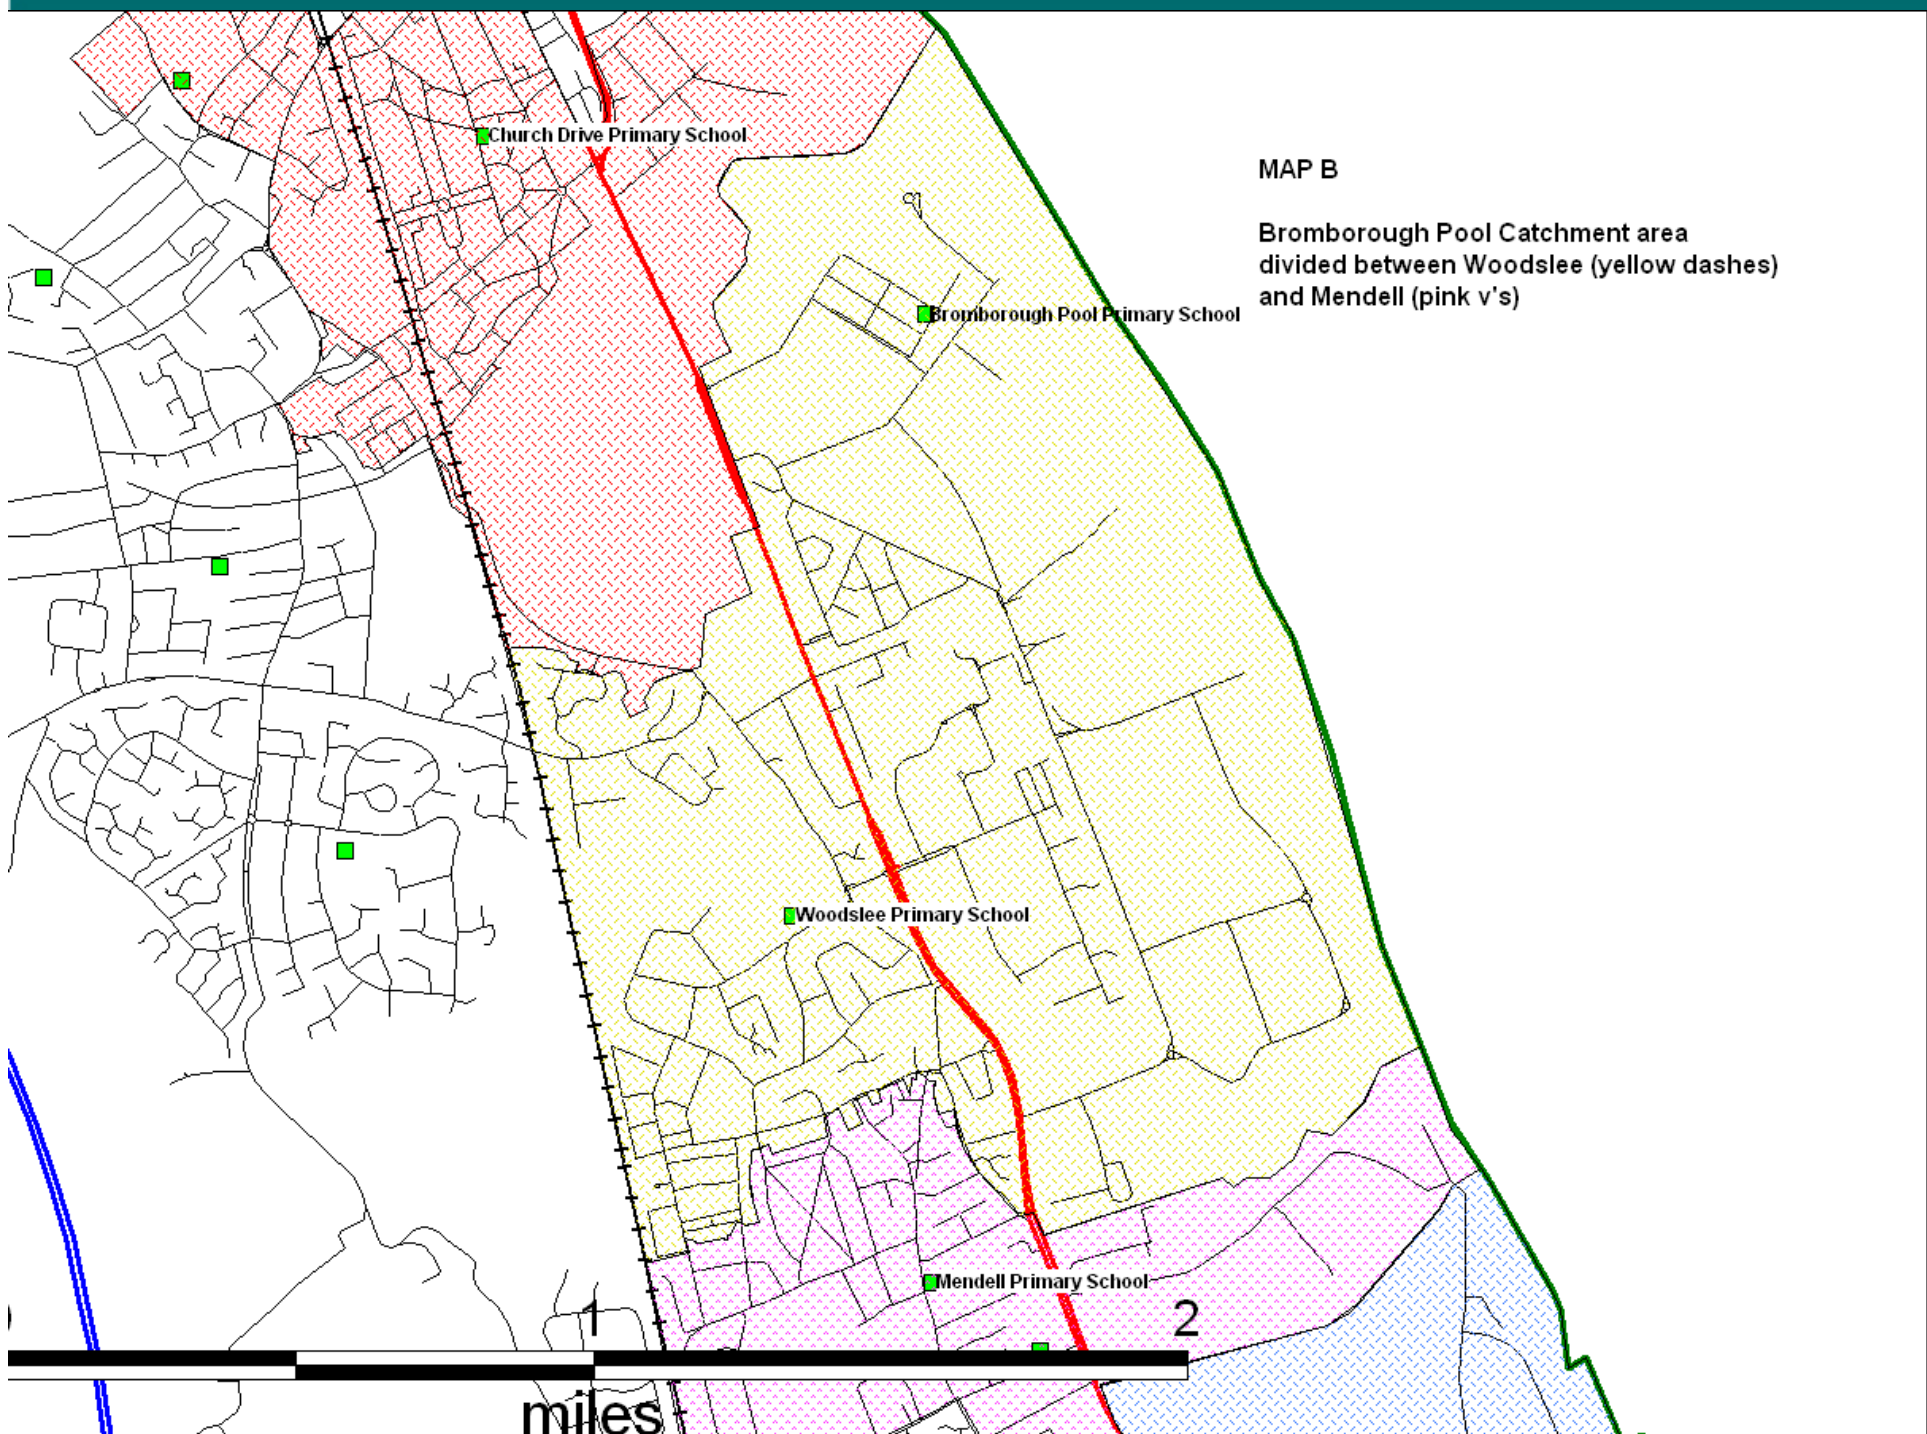 Church Drive Primary School
MAP B
Bromborough Pool Catchment area
divided between Woodslee (yellow dashes)
and Mendell (pink v's)
Bromborough Pool Primary School
Woodslee Primary School
Mendell Primary School
1
2
miles